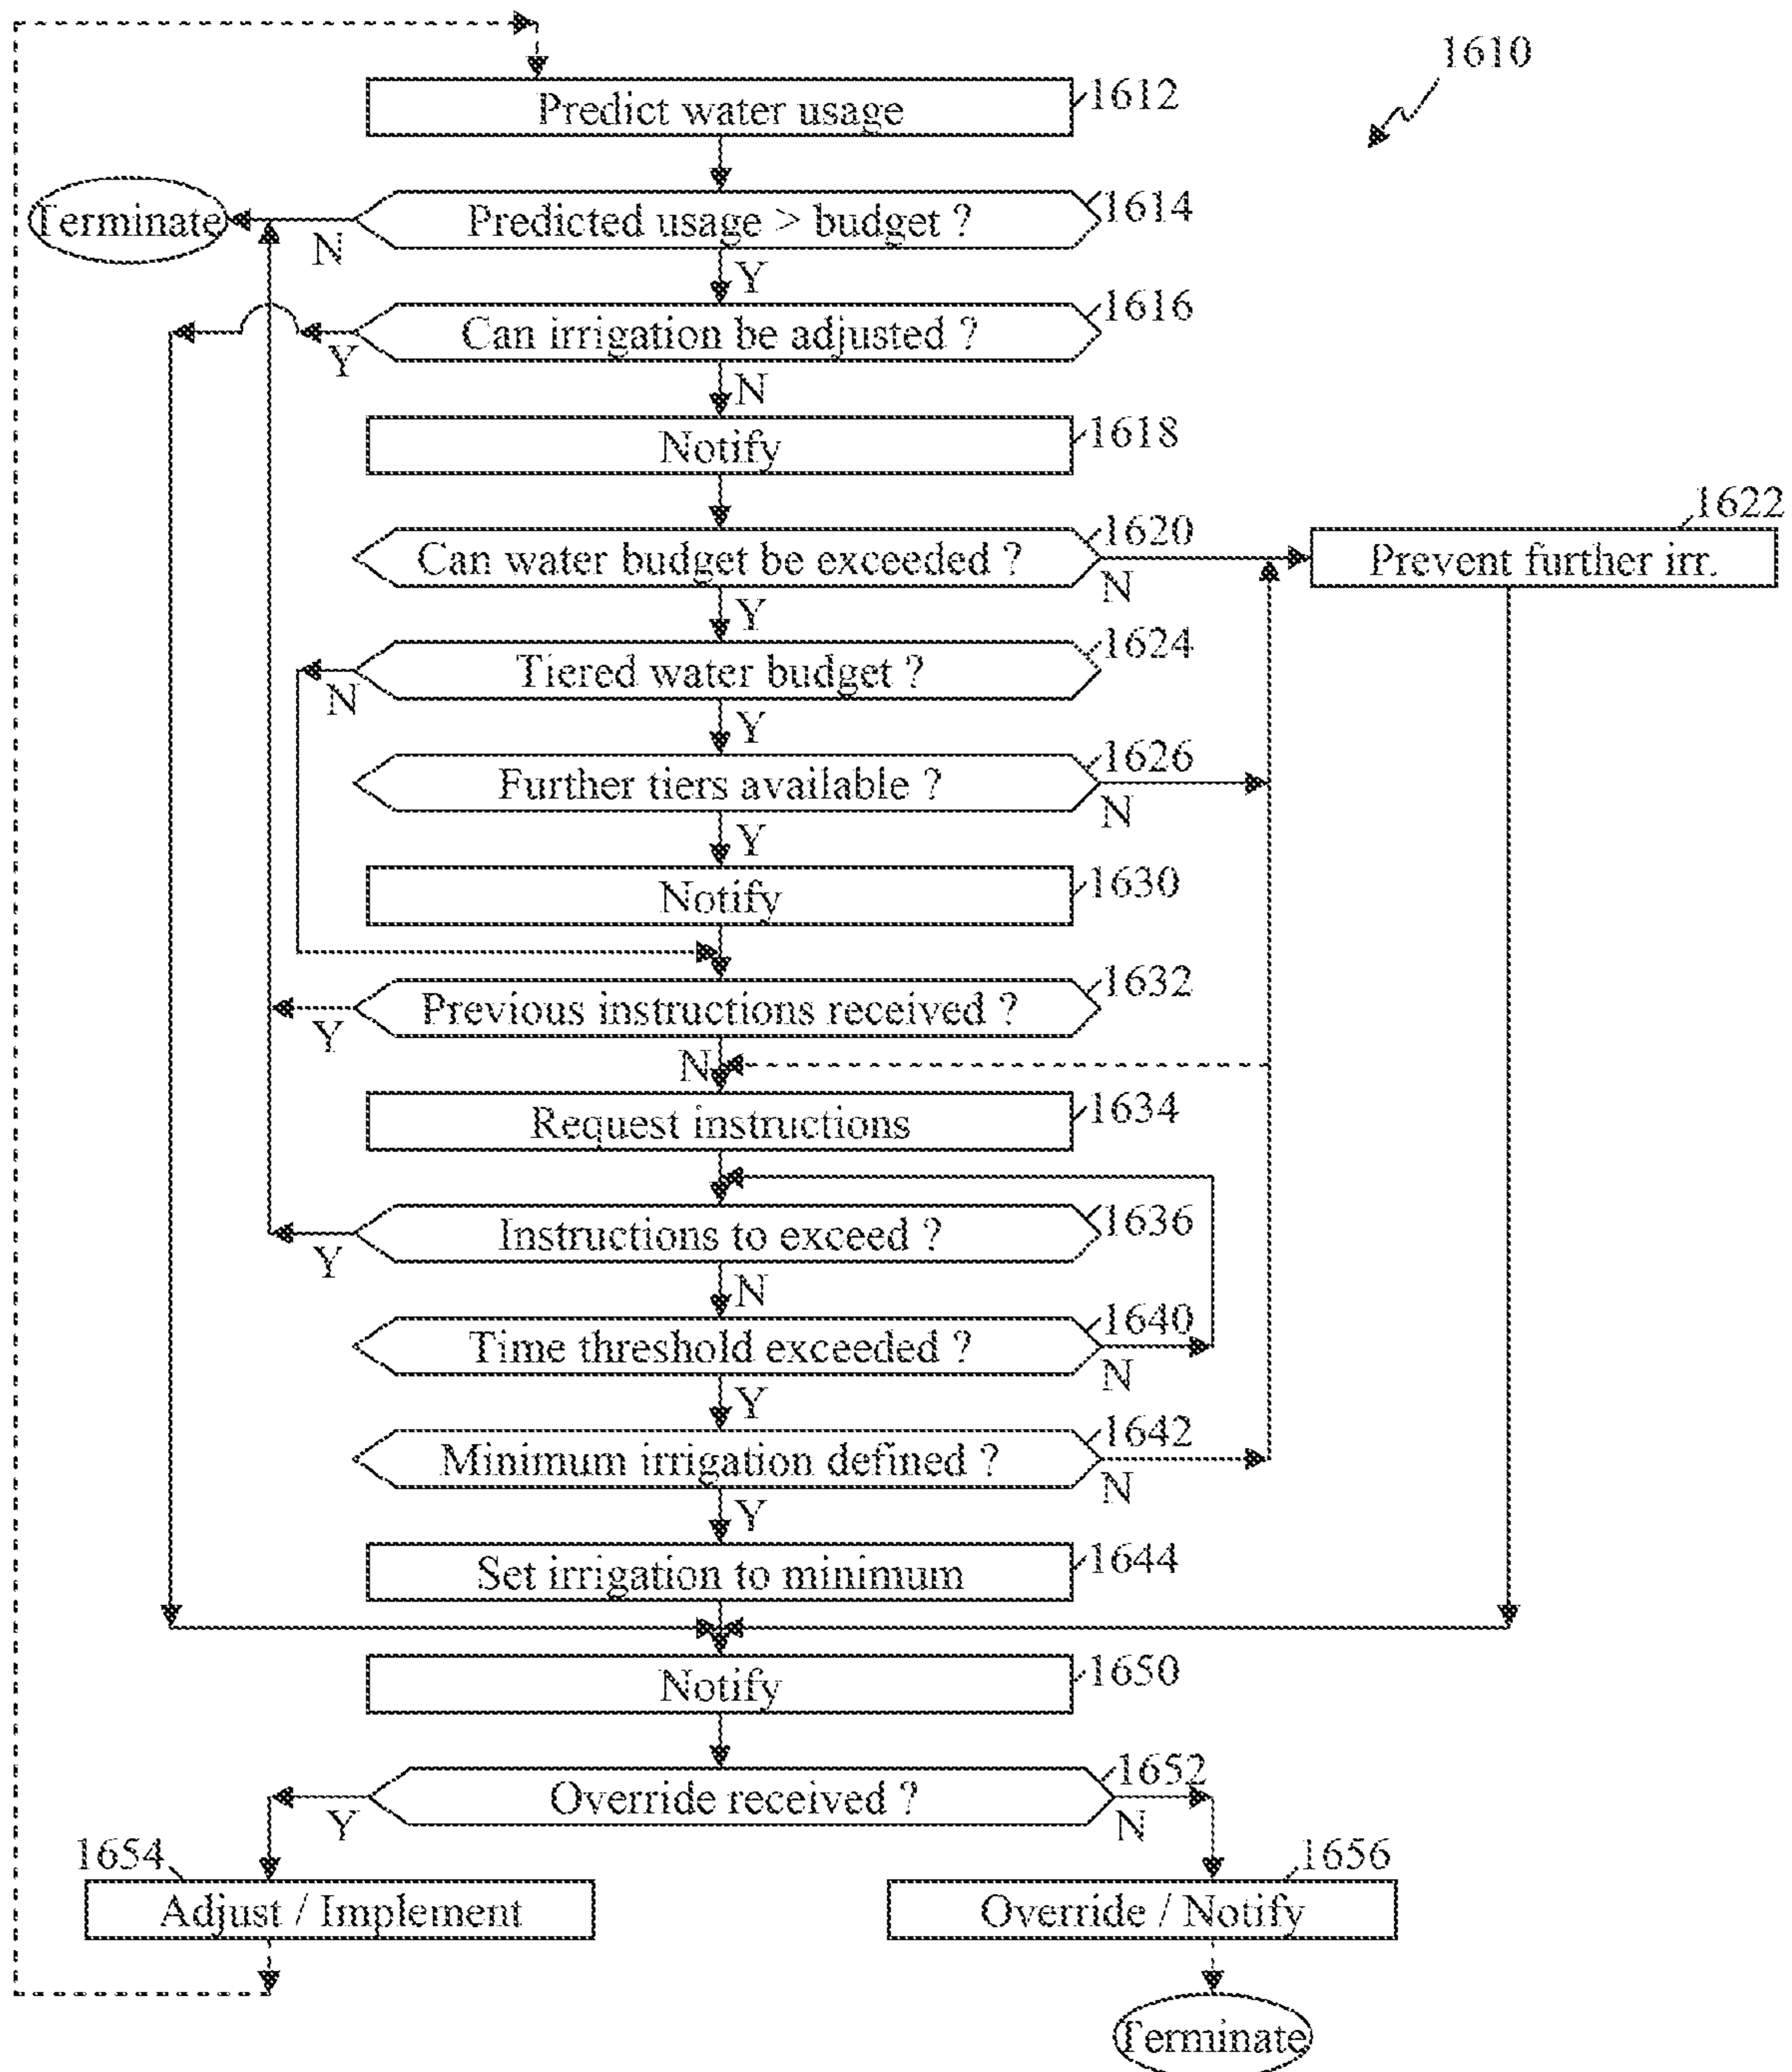 1610
Predict water usage
1612
Terminate
Predicted usage > budget ?
1614
N
Y
Can irrigation be adjusted ?
1616
Y
N
Notify
1618
1622
Can water budget be exceeded ?
1620
Prevent further irr.
N
Y
Tiered water budget ?
1624
N
Y
Further tiers available ?
1626
N
Y
Notify
1630
Previous instructions received ?
1632
Y
N
Request instructions
1634
Instructions to exceed ?
1636
Y
N
Time threshold exceeded ?
1640
N
Y
Minimum irrigation defined ?
1642
N
Y
Set irrigation to minimum
1644
Notify
1650
Override received ?
1652
Y
N
1654
1656
Adjust / Implement
Override / Notify
Terminate